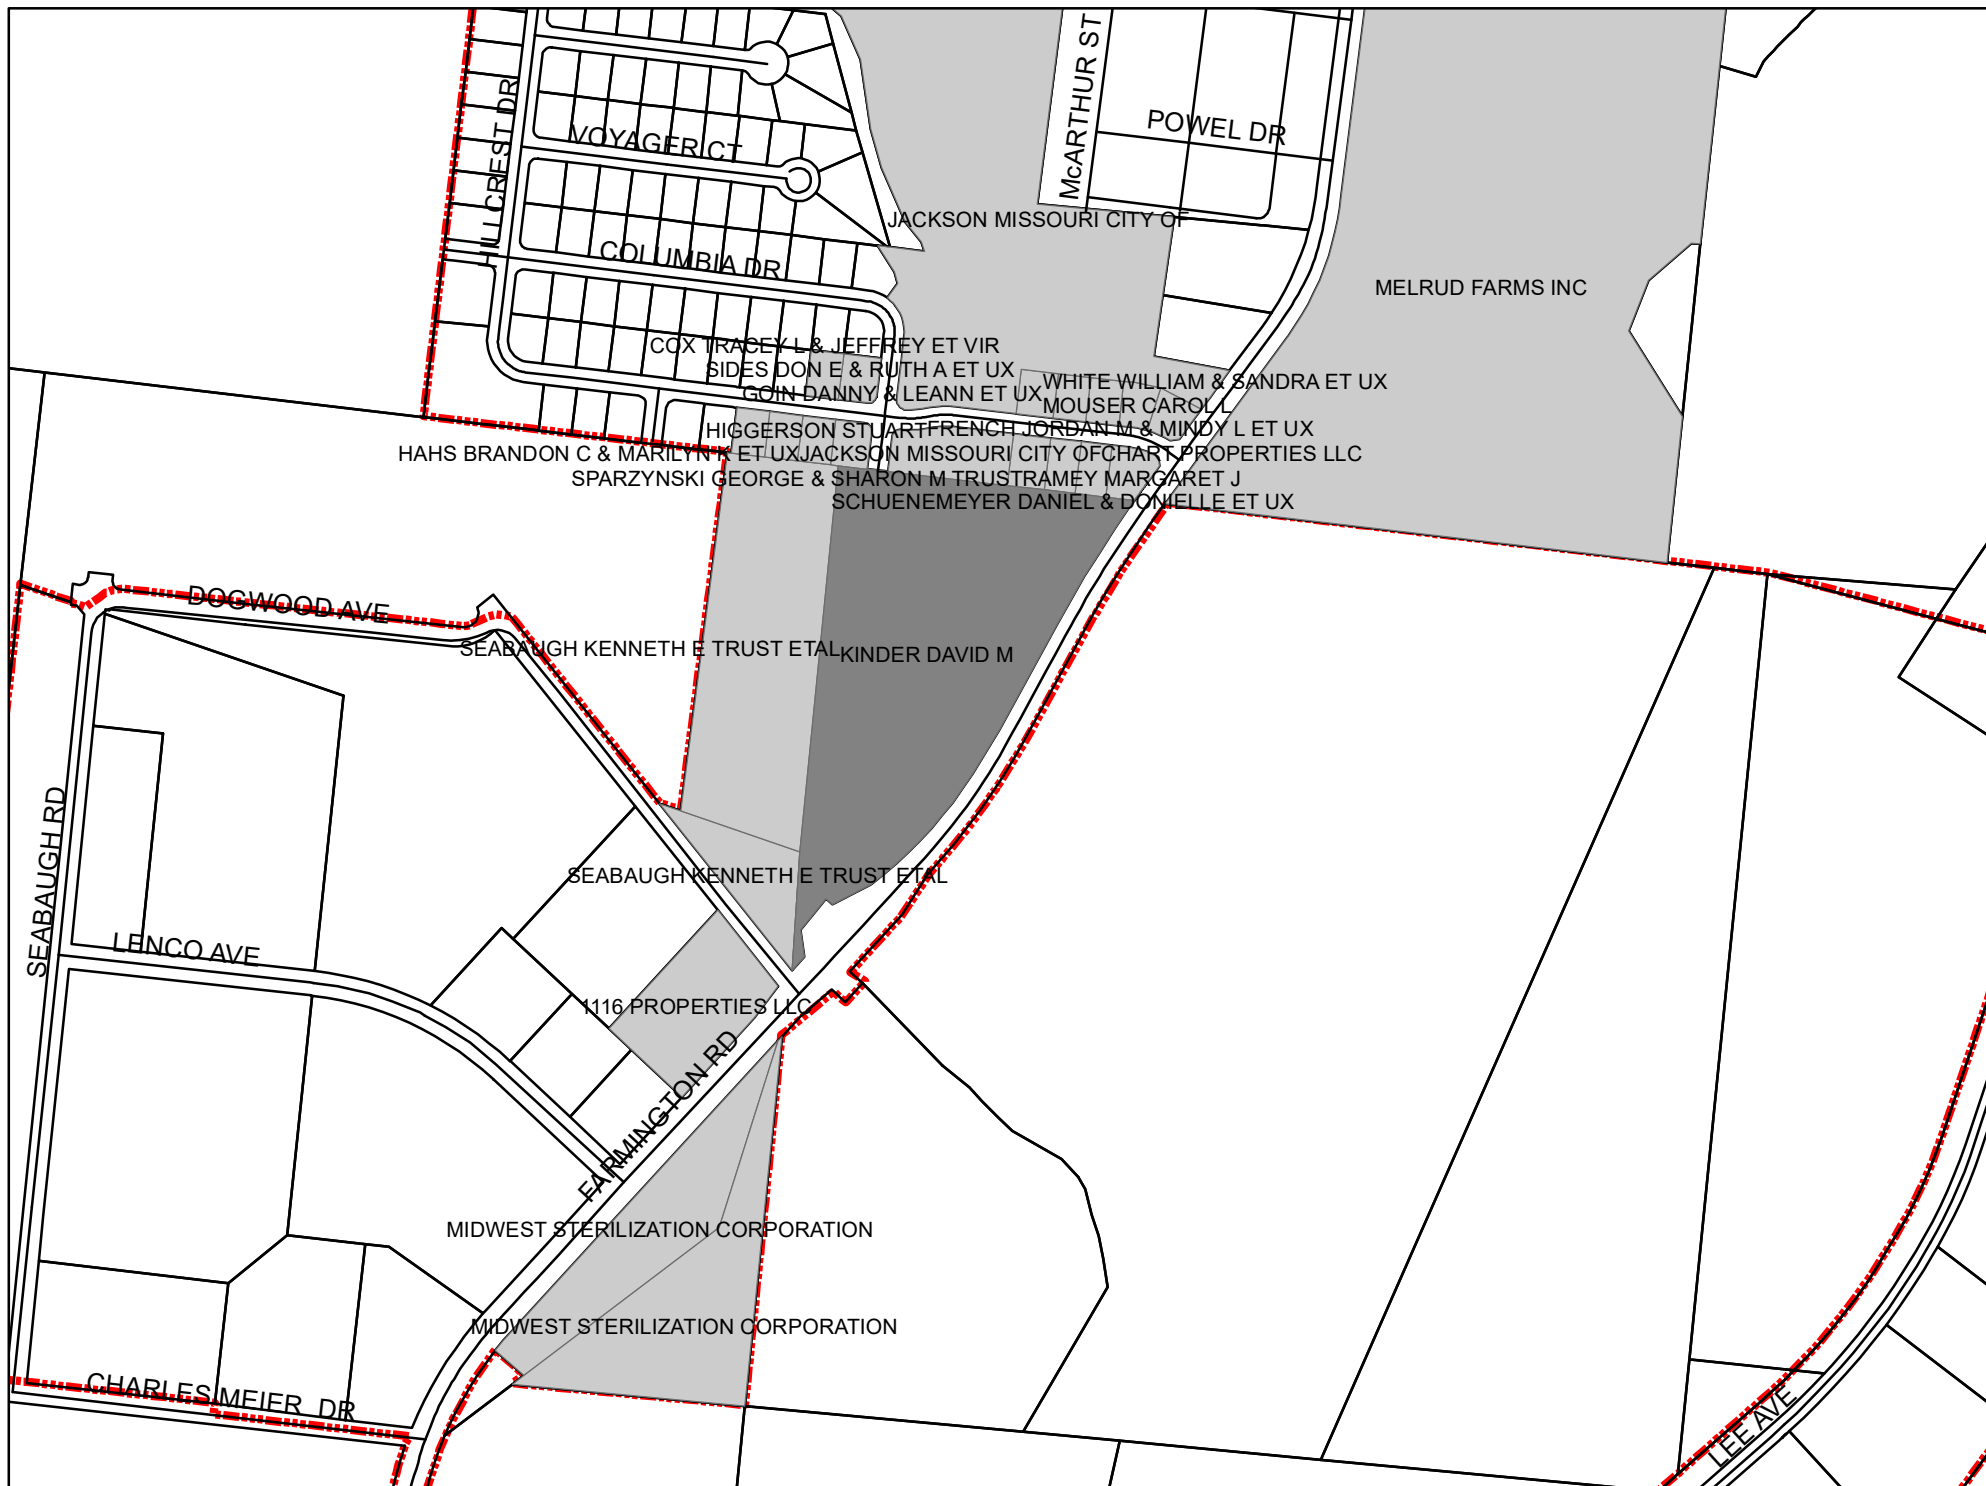 McARTHUR ST
POWEL DR
HILLCREST DR
VOYAGER CT
JACKSON MISSOURI CITY OF
COLUMBIA DR
MELRUD FARMS INC
COX TRACEY L & JEFFREY ET VIR
SIDES DON E & RUTH A ET UX
WHITE WILLIAM & SANDRA ET UX
GOIN DANNY & LEANN ET UX
MOUSER CAROL L
HIGGERSON STUART
FRENCH JORDAN M & MINDY L ET UX
HAHS BRANDON C & MARILYN R ET UX
JACKSON MISSOURI CITY OF
CHART PROPERTIES LLC
SPARZYNSKI GEORGE & SHARON M TRUST
RAMEY MARGARET J
SCHUENEMEYER DANIEL & DONIELLE ET UX
DOGWOOD AVE
SEABAUGH KENNETH E TRUST ETAL
KINDER DAVID M
SEABAUGH RD
SEABAUGH KENNETH E TRUST ETAL
LENCO AVE
1116 PROPERTIES LLC
FARMINGTON RD
MIDWEST STERILIZATION CORPORATION
MIDWEST STERILIZATION CORPORATION
CHARLES MEIER DR
LEE AVE